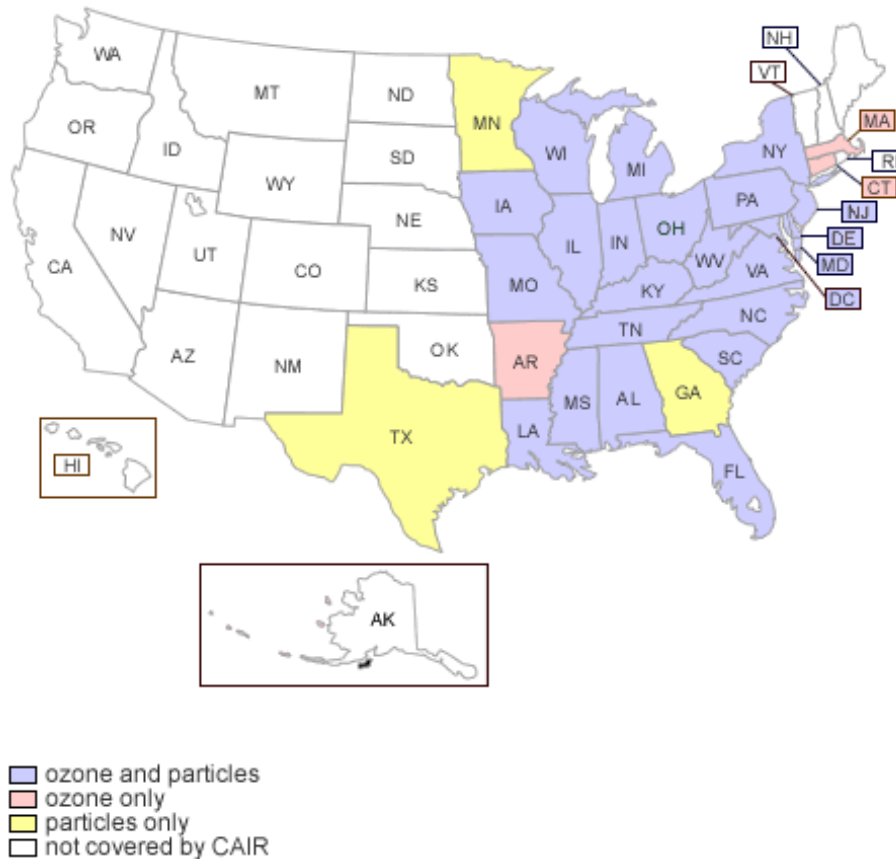 WA
NH
VT
MT
ND
MN
MA
OR
ID
WI
NY
RI
SD
MI
CT
WY
IA
PA
NJ
NE
NV
UT
IL
IN
OH
DE
CA
CO
WV
MD
KS
MO
KY
VA
DC
NC
TN
AZ
NM
OK
AR
SC
MS
AL
GA
TX
LA
HI
FL
AK
ozone and particles
ozone only
particles only
not covered by CAIR